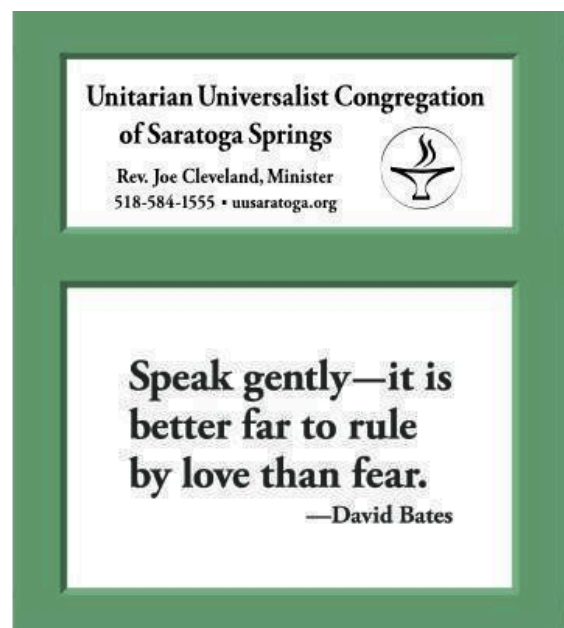 Unitarian Universalist Congregation
of Saratoga Springs
Rev. Joe Cleveland, Minister
518-584-1555 • uusaratoga.org
Speak gently—it is
better far to rule
by love than fear.
—David Bates